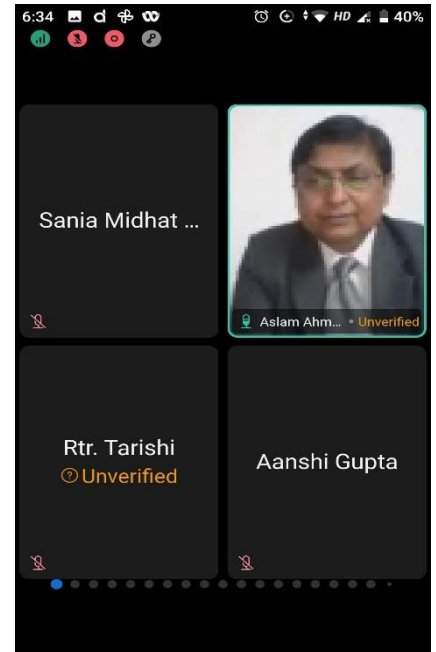 6:34 d HD 40%
Sania Midhat ...
Aslam Ahm... • Unverified
Rtr. Tarishi
Unverified
Aanshi Gupta